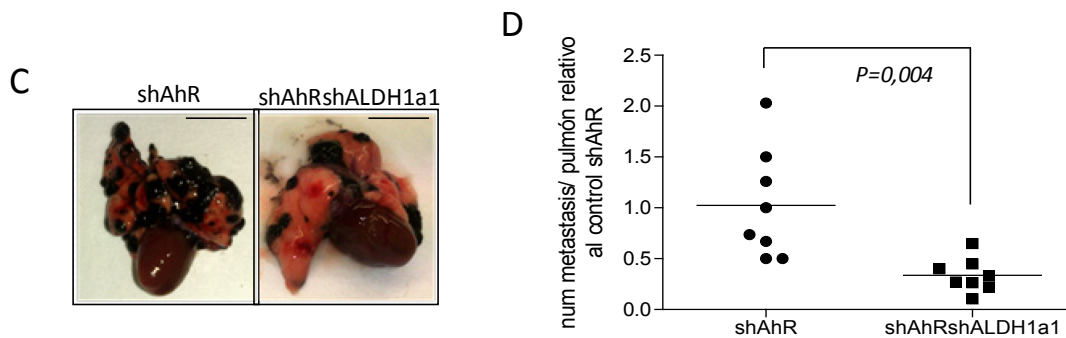 C
shAhR
shAhRshALDH1a1
D
num metastasis/ pulmón relativo
al control shAhR
2.5
2.0
1.5
1.0
0.5
0.0
P=0,004
shAhR
shAhRshALDH1a1